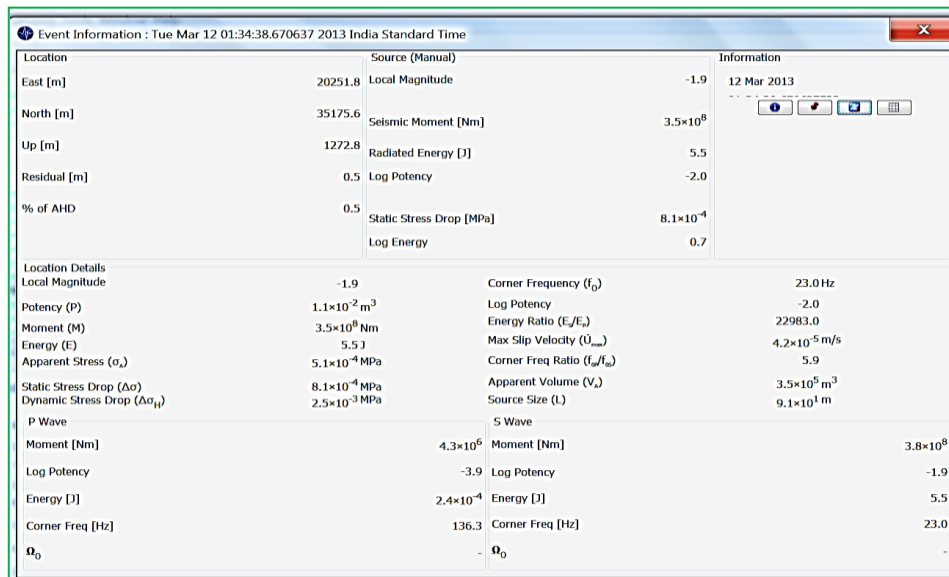 Event Information : Tue Mar 12 01:34:38.670637 2013 India Standard Time
Location
East [m] 20251.8
North [m] 35175.6
Up [m] 1272.8
Residual [m] 0.5
% of AHD 0.5
Source (Manual)
Local Magnitude -1.9
Seismic Moment [Nm] 3.5×10⁸
Radiated Energy [J] 5.5
Log Potency -2.0
Static Stress Drop [MPa] 8.1×10⁻⁴
Log Energy 0.7
Information
12 Mar 2013
Location Details
Local Magnitude -1.9
Potency (P) 1.1×10⁻² m³
Moment (M) 3.5×10⁸ Nm
Energy (E) 5.5 J
Apparent Stress (σₐ) 5.1×10⁻⁴ MPa
Static Stress Drop (Δσ) 8.1×10⁻⁴ MPa
Dynamic Stress Drop (Δσ_H) 2.5×10⁻³ MPa
Corner Frequency (f₀) 23.0 Hz
Log Potency -2.0
Energy Ratio (Eₛ/Eₚ) 22983.0
Max Slip Velocity 4.2×10⁻⁵ m/s
Corner Freq Ratio 5.9
Apparent Volume (Vₐ) 3.5×10⁵ m³
Source Size (L) 9.1×10¹ m
P Wave
Moment [Nm] 4.3×10⁶
Log Potency -3.9
Energy [J] 2.4×10⁻⁴
Corner Freq [Hz] 136.3
Ω₀ -
S Wave
Moment [Nm] 3.8×10⁸
Log Potency -1.9
Energy [J] 5.5
Corner Freq [Hz] 23.0
Ω₀ -